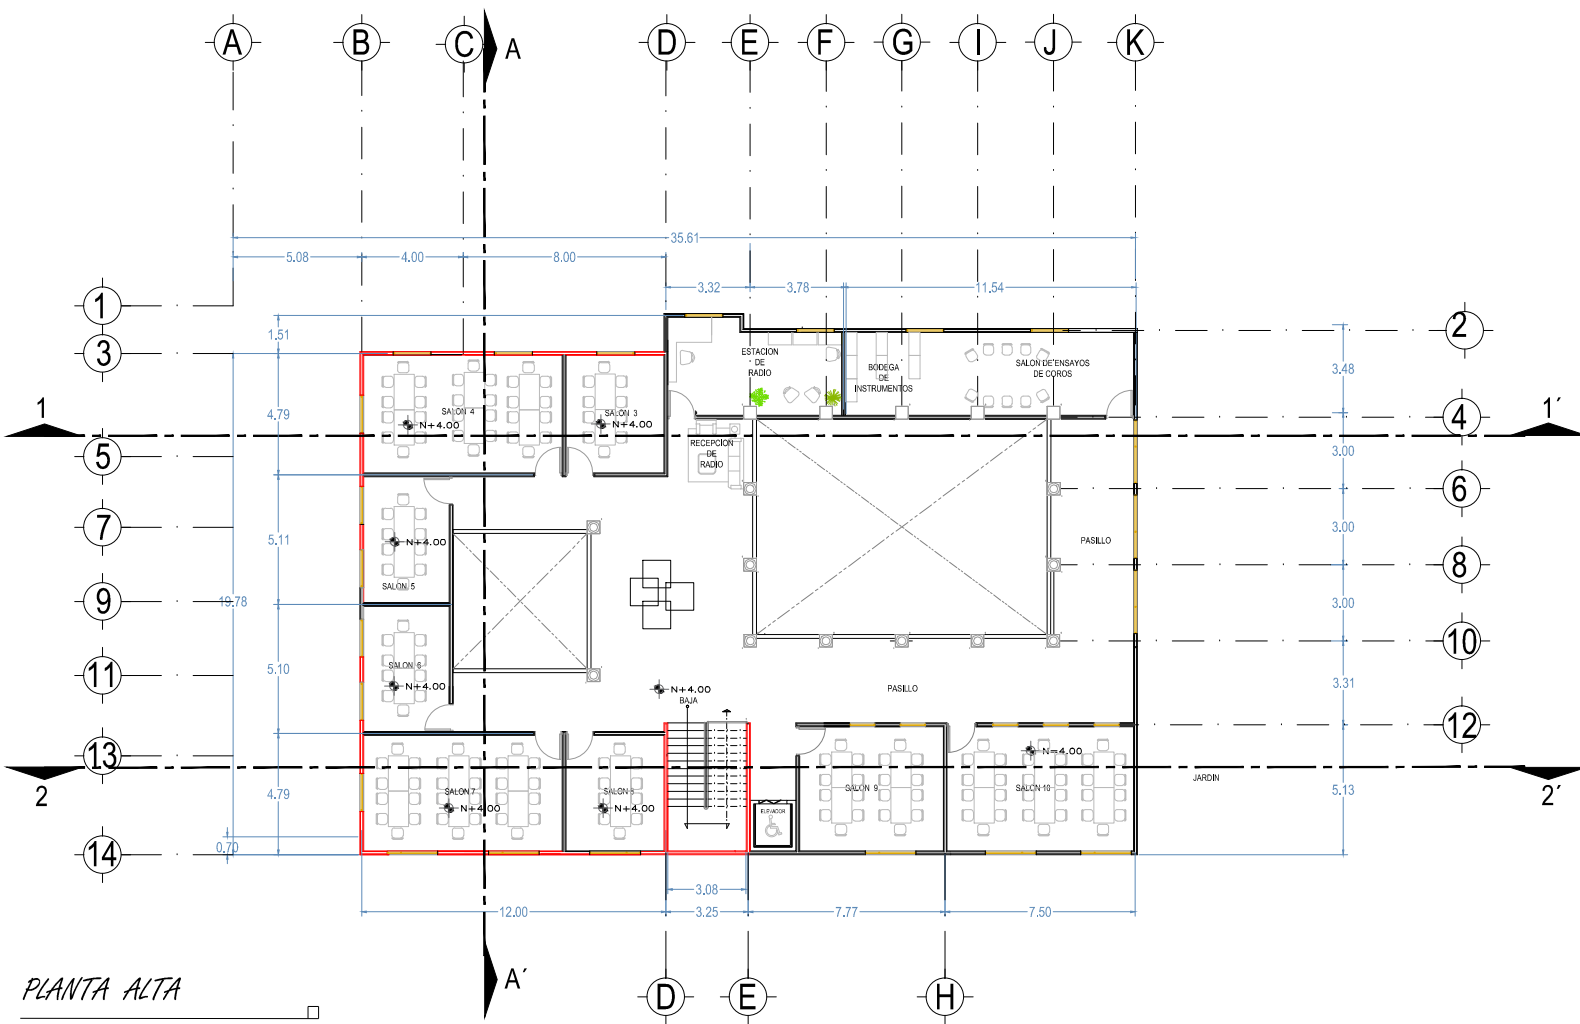 A B C A D E F G I J K
35.61
5.08 4.00 8.00
3.32 3.78 11.54
1
1.51
2
3
ESTACION
DE
RADIO
BODEGA
DE
INSTRUMENTOS
SALON DE ENSAYOS
DE COROS
3.48
4.79
SALON 4
N+4.00
SALON 3
N+4.00
1
1´
4
RECEPCION
DE
RADIO
3.00
5
6
7
5.11
N+4.00
SALON 5
PASILLO
3.00
8
9
19.78
3.00
10
11
5.10
SALON 6
N+4.00
N+4.00
BAJA
PASILLO
3.31
12
13
N=4.00
2
2´
JARDIN
4.79
SALON 7
N+4.00
SALON 8
N+4.00
ELEVADOR
SALON 9
SALON 10
5.13
0.70
14
3.08
12.00 3.25 7.77 7.50
A´
D E H
PLANTA ALTA